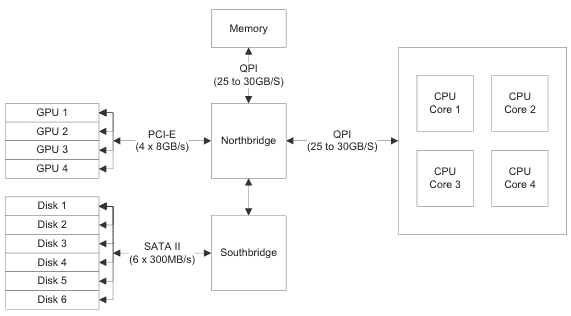 Memory
QPI
(25 to 30GB/S)
GPU 1
GPU 2
GPU 3
GPU 4
PCI-E
(4 x 8GB/s)
Northbridge
QPI
(25 to 30GB/S)
CPU
Core 1
CPU
Core 2
CPU
Core 3
CPU
Core 4
Disk 1
Disk 2
Disk 3
Disk 4
Disk 5
Disk 6
SATA II
(6 x 300MB/s)
Southbridge